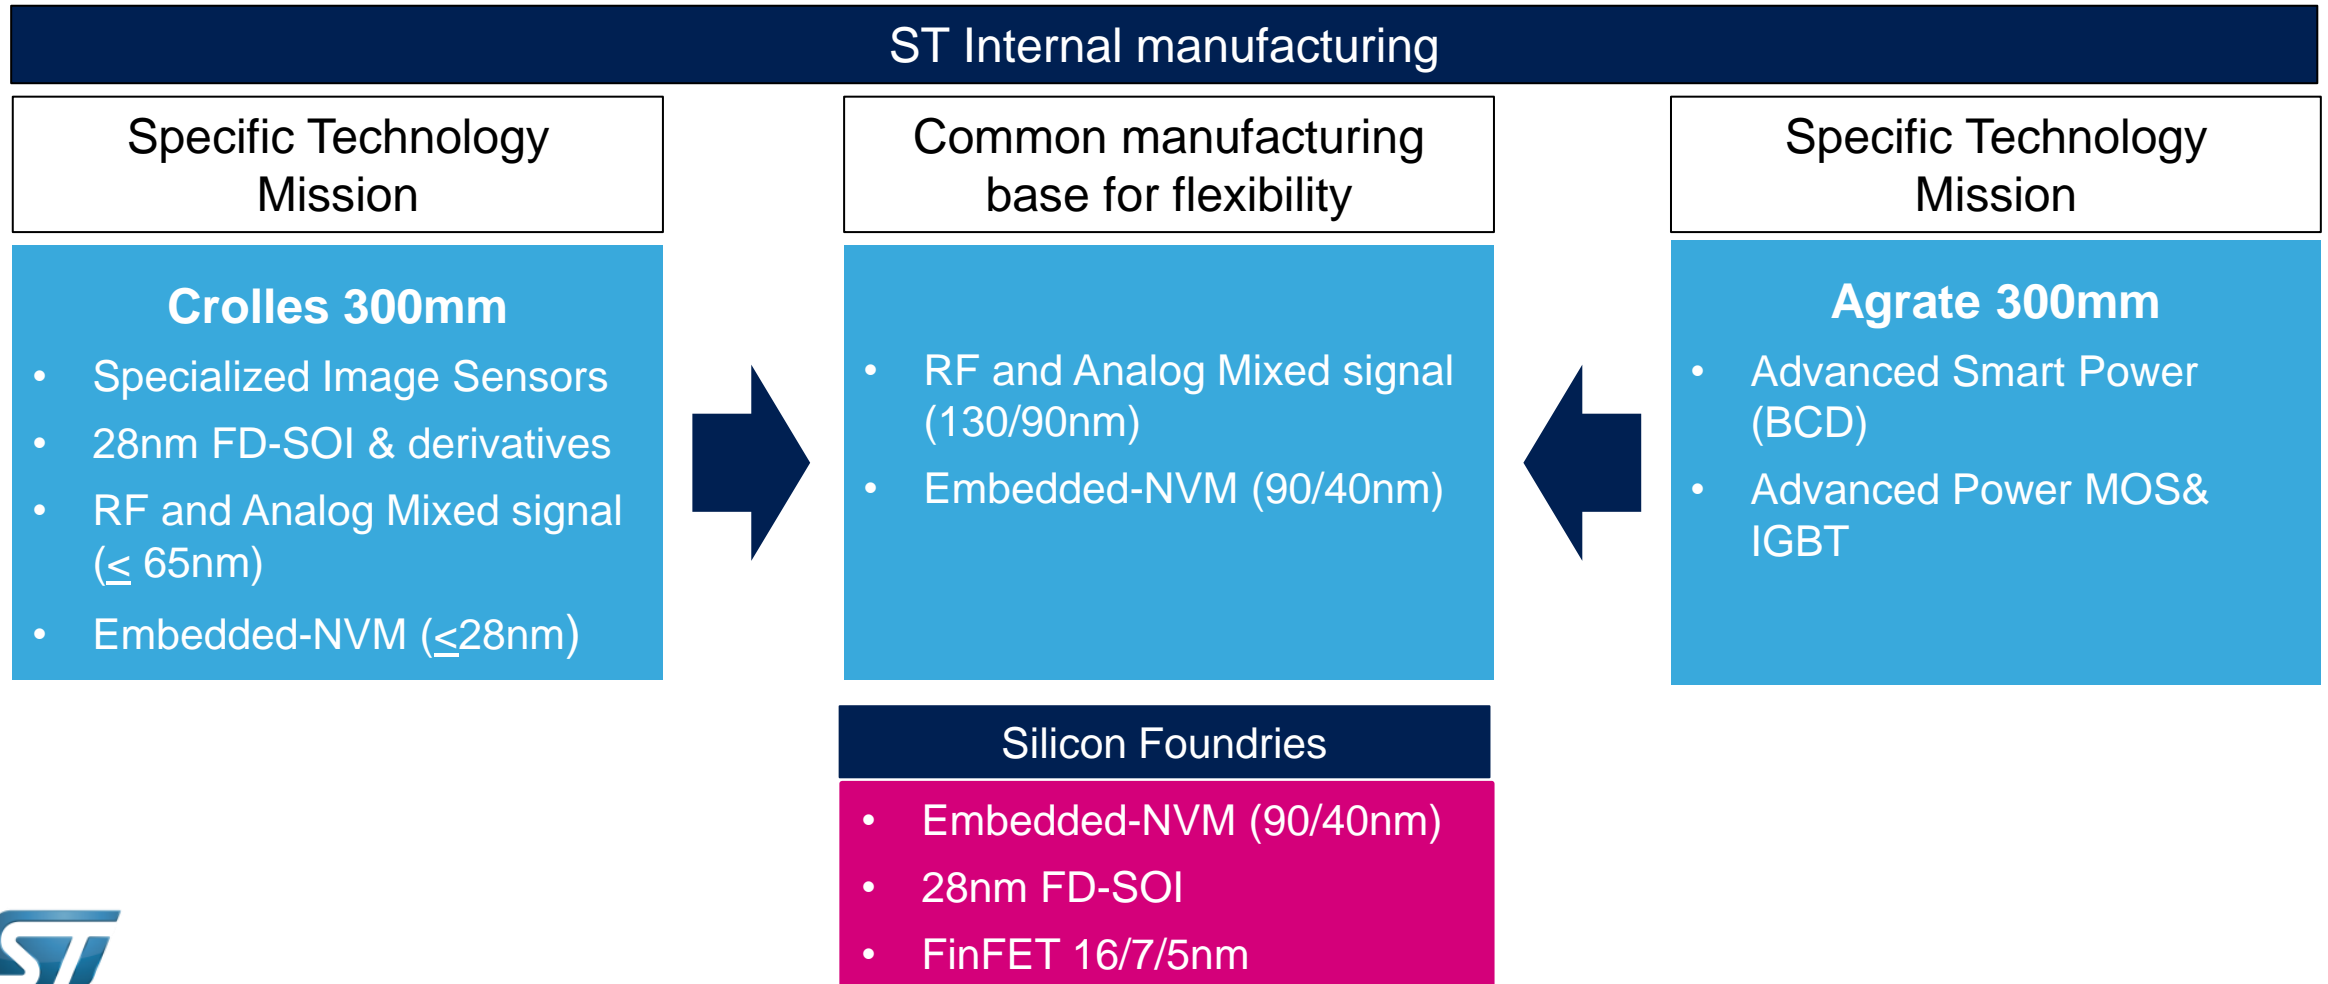 ST Internal manufacturing
Specific Technology
Mission
Crolles 300mm
• Specialized Image Sensors
• 28nm FD-SOI & derivatives
• RF and Analog Mixed signal
(≤ 65nm)
• Embedded-NVM (≤28nm)
Common manufacturing
base for flexibility
• RF and Analog Mixed signal
(130/90nm)
• Embedded-NVM (90/40nm)
Specific Technology
Mission
Agrate 300mm
• Advanced Smart Power
(BCD)
• Advanced Power MOS&
IGBT
Silicon Foundries
• Embedded-NVM (90/40nm)
• 28nm FD-SOI
• FinFET 16/7/5nm
ST